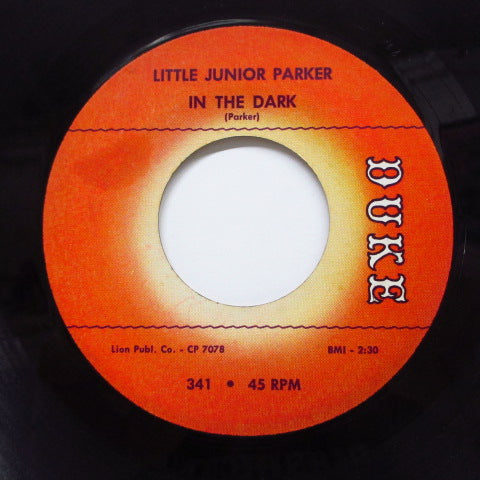 LITTLE JUNIOR PARKER
IN THE DARK
(Parker)
DUKE
Lion Publ. Co. - CP 7078
BMI - 2:30
341 • 45 RPM